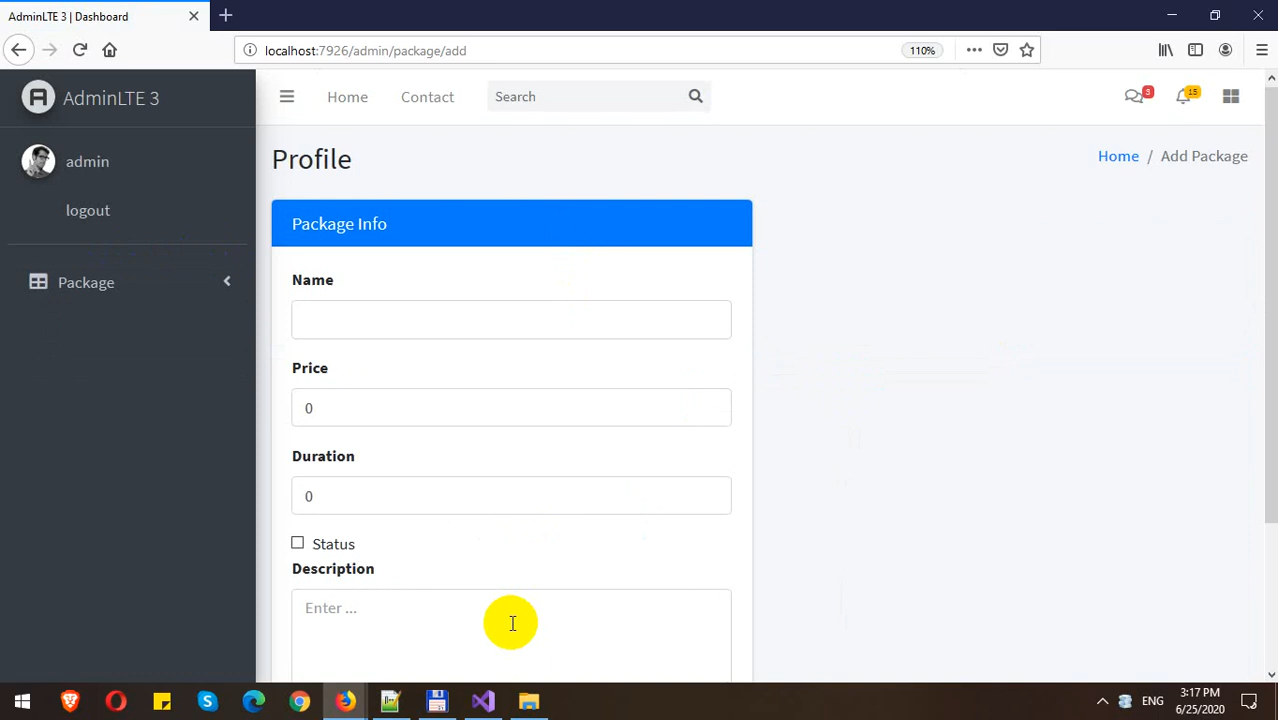 AdminLTE 3 | Dashboard
localhost:7926/admin/package/add
110%
AdminLTE 3
Home
Contact
Search
3
15
admin
Profile
Home / Add Package
logout
Package Info
Package
Name
Price
0
Duration
0
Status
Description
Enter ...
ENG
3:17 PM
6/25/2020